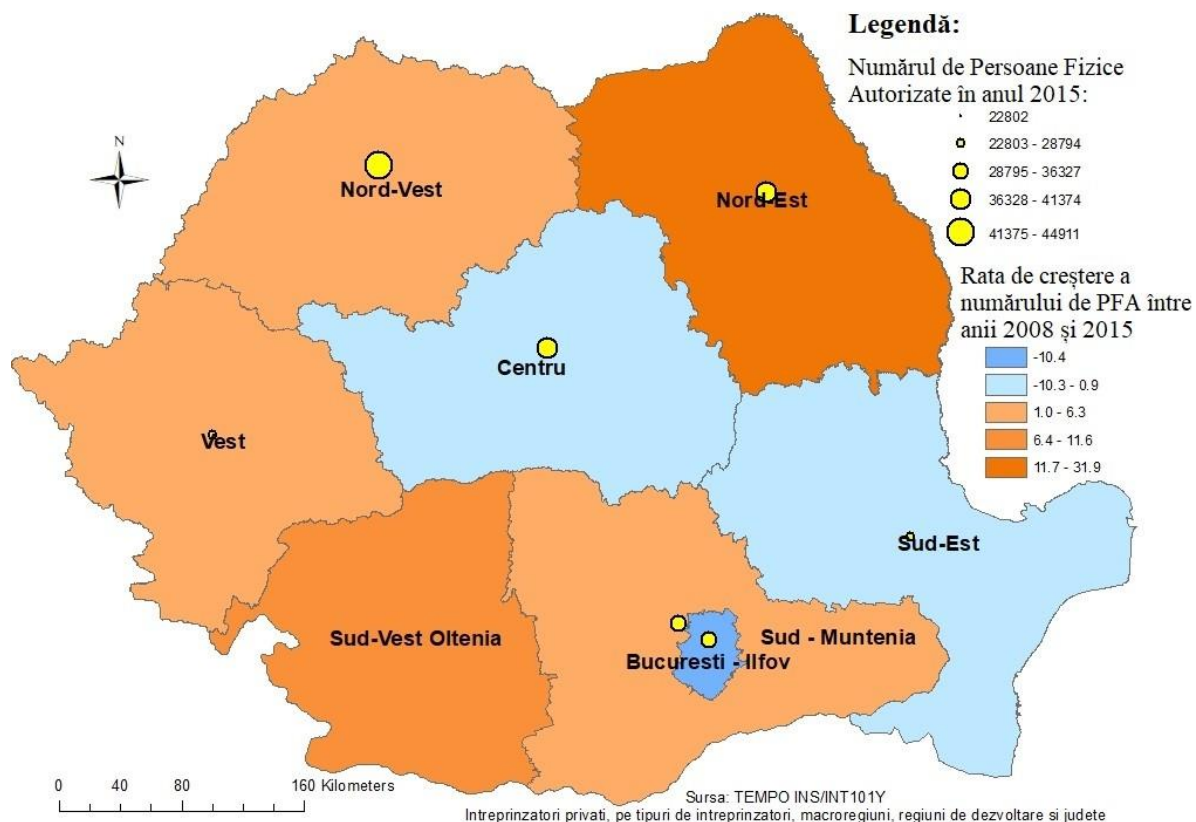 Legendă:
Numărul de Persoane Fizice
Autorizate în anul 2015:
22802
22803 - 28794
28795 - 36327
36328 - 41374
41375 - 44911
Rata de creștere a
numărului de PFA între
anii 2008 și 2015
-10.4
-10.3 - 0.9
1.0 - 6.3
6.4 - 11.6
11.7 - 31.9
N
Nord-Vest
Nord-Est
Centru
Vest
Sud-Est
Sud-Vest Oltenia
Sud - Muntenia
Bucuresti - Ilfov
0 40 80 160 Kilometers
Sursa: TEMPO INS/INT101Y
Intreprinzatori privati, pe tipuri de intreprinzatori, macroregiuni, regiuni de dezvoltare si judete